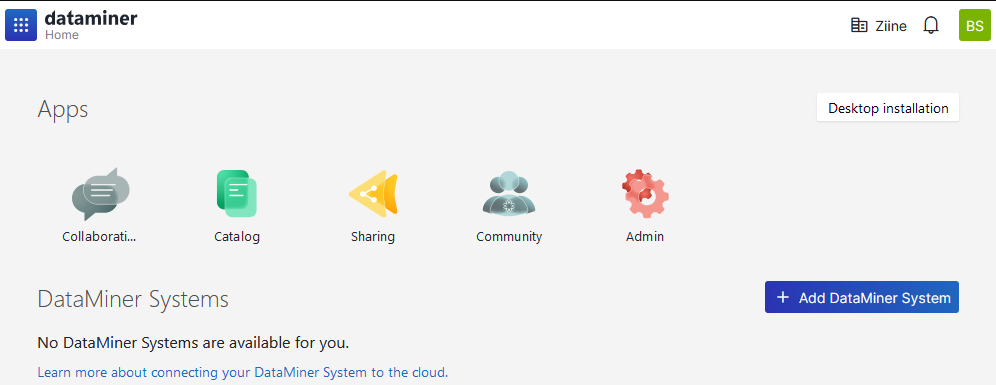 dataminer
Home
Ziine
BS
Apps
Desktop installation
Collaborati...
Catalog
Sharing
Community
Admin
DataMiner Systems
+ Add DataMiner System
No DataMiner Systems are available for you.
Learn more about connecting your DataMiner System to the cloud.